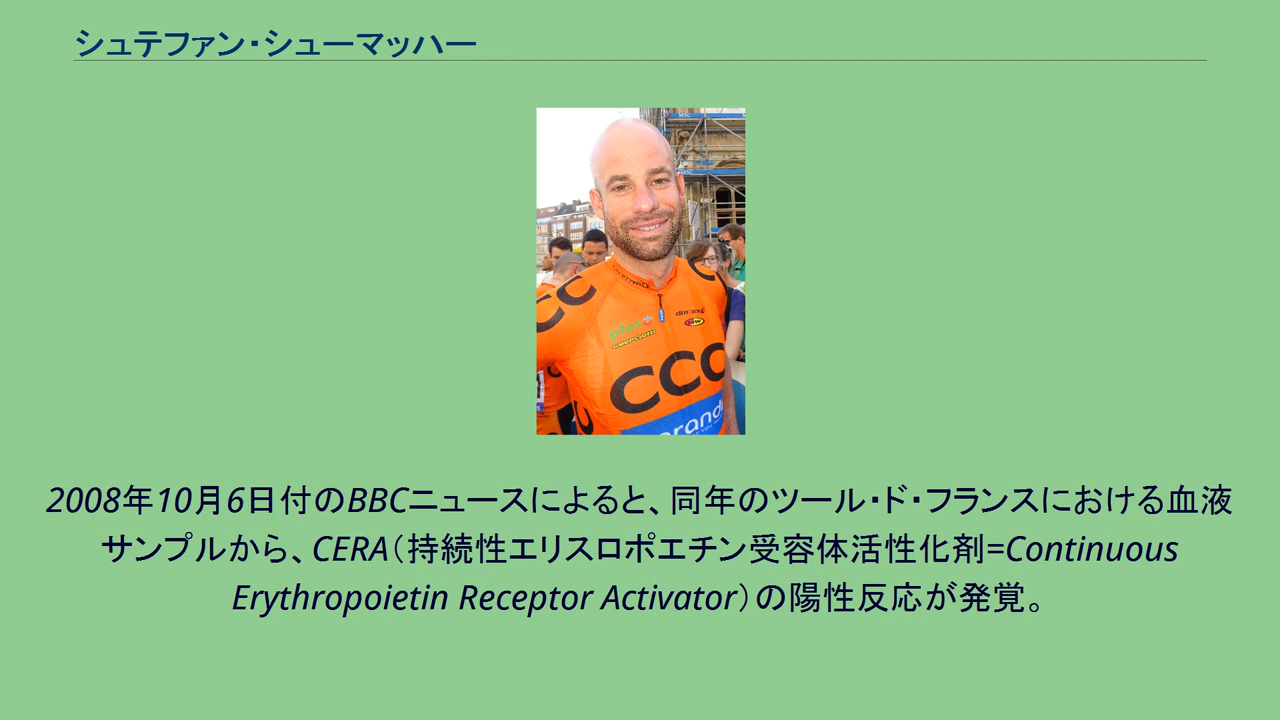 シュテファン・シューマッハー
MBC
CCC
plus
CCC
2008年10月6日付のBBCニュースによると、同年のツール・ド・フランスにおける血液
サンプルから、CERA（持続性エリスロポエチン受容体活性化剤=Continuous
Erythropoietin Receptor Activator）の陽性反応が発覚。